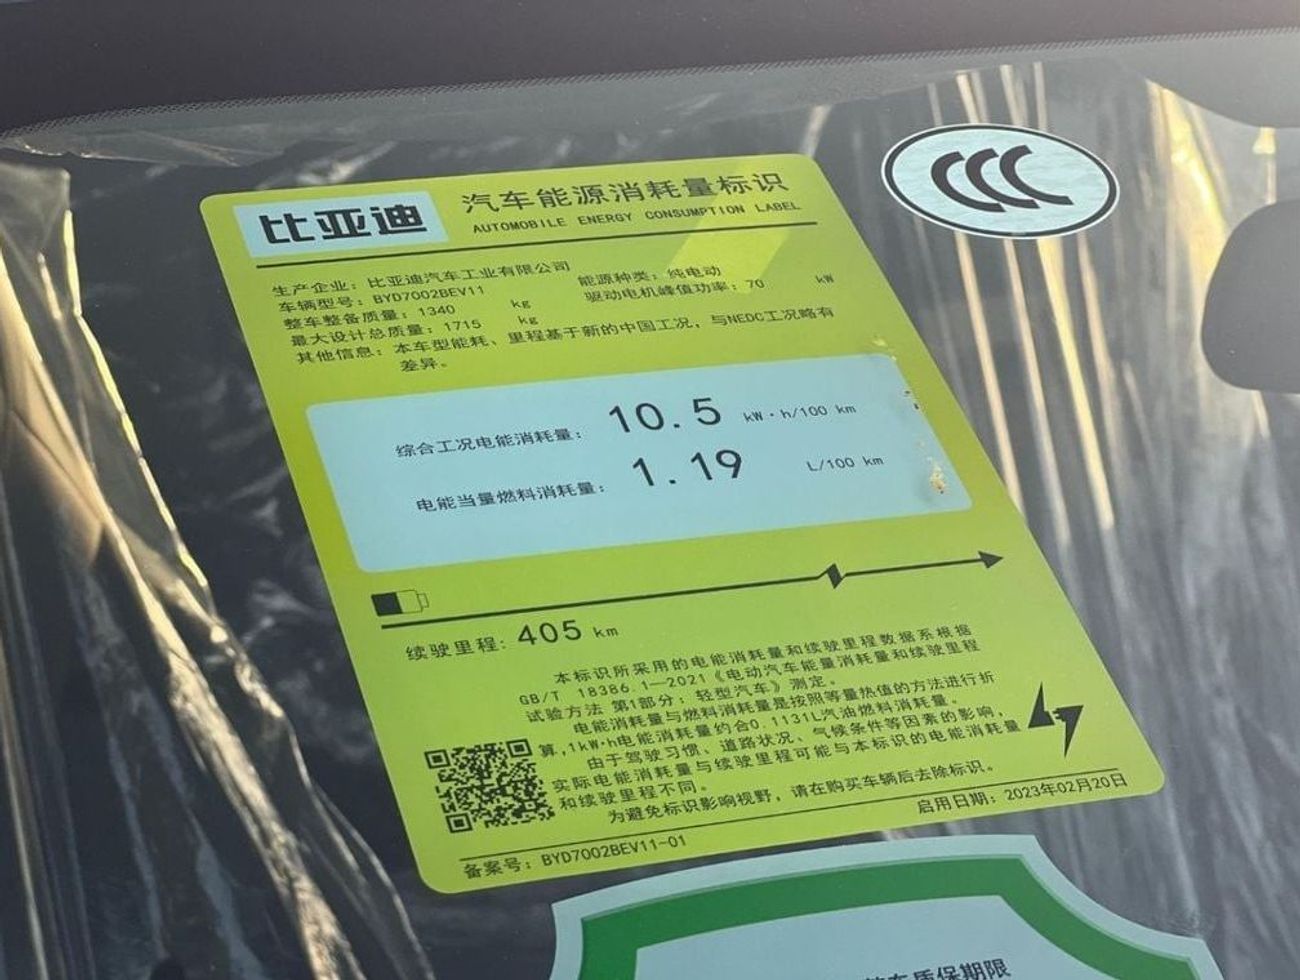 比亚迪
汽车能源消耗量标识
AUTOMOBILE ENERGY CONSUMPTION LABEL
CCC
生产企业：比亚迪汽车工业有限公司
车辆型号：BYD7002BEV11
能源种类：纯电动
整车整备质量：1340 kg
驱动电机峰值功率：70 kW
最大设计总质量：1715 kg
其他信息：本车型能耗、里程基于新的中国工况，与NEDC工况略有
差异。
综合工况电能消耗量：10.5 kW·h/100 km
电能当量燃料消耗量：1.19 L/100 km
续驶里程：405 km
本标识所采用的电能消耗量和续驶里程数据系根据
GB/T 18386.1—2021《电动汽车能量消耗量和续驶里程
试验方法 第1部分：轻型汽车》测定。
电能消耗量与燃料消耗量是按照等量热值的方法进行折
算，1kW·h电能消耗量约合0.1131L汽油燃料消耗量。
由于驾驶习惯、道路状况、气候条件等因素的影响，
实际电能消耗量与续驶里程可能与本标识的电能消耗量
和续驶里程不同。
为避免标识影响视野，请在购买车辆后去除标识。
备案号：BYD7002BEV11-01
启用日期：2023年02月20日
整车质保期限